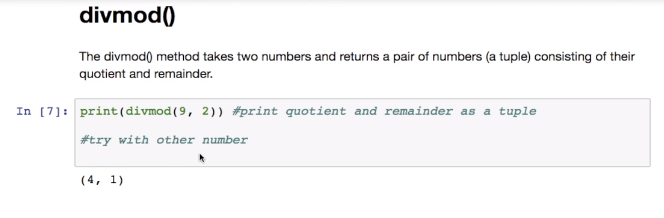 divmod()
The divmod() method takes two numbers and returns a pair of numbers (a tuple) consisting of their
quotient and remainder.
In [7]: print(divmod(9, 2)) #print quotient and remainder as a tuple
#try with other number
(4, 1)